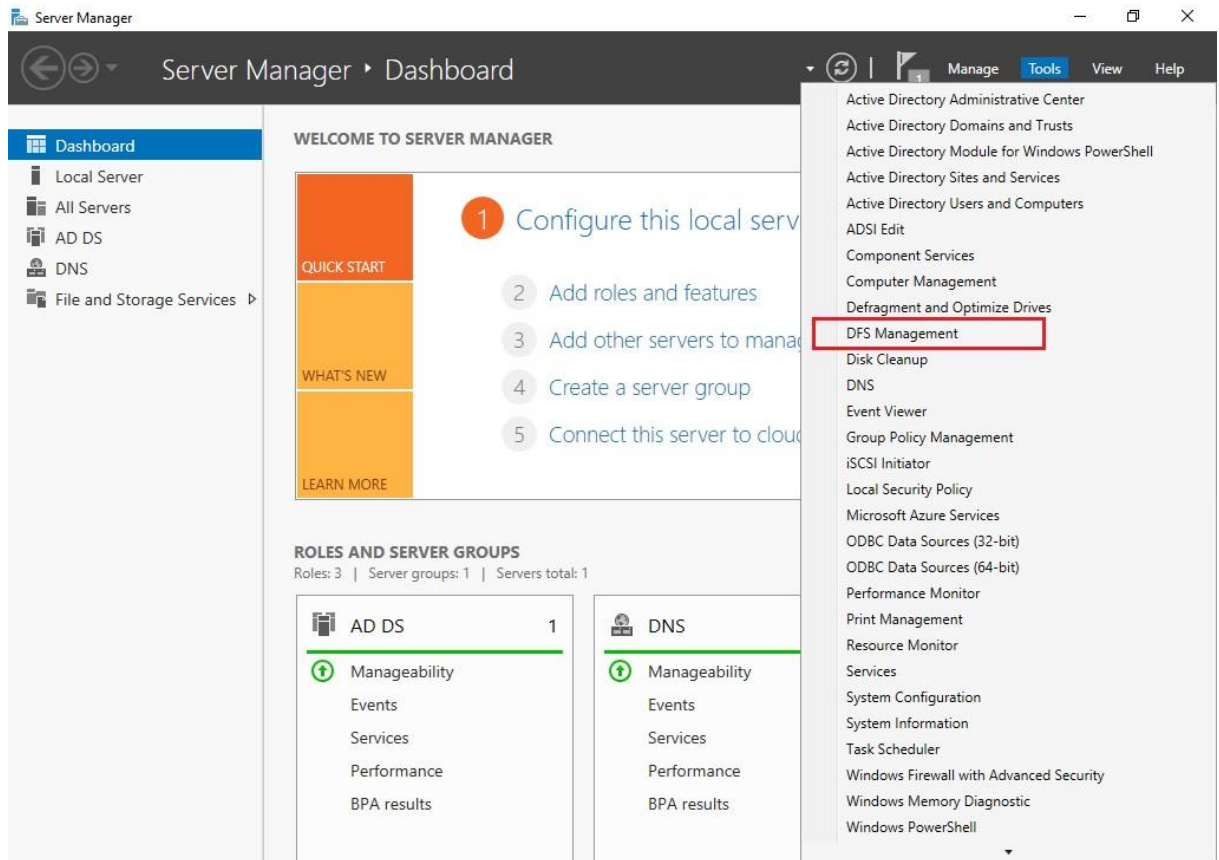 Server Manager
Server Manager • Dashboard
1
Manage Tools View Help
Dashboard
Local Server
All Servers
AD DS
DNS
File and Storage Services
WELCOME TO SERVER MANAGER
QUICK START
WHAT'S NEW
LEARN MORE
1 Configure this local serv
2 Add roles and features
3 Add other servers to manag
4 Create a server group
5 Connect this server to cloud
ROLES AND SERVER GROUPS
Roles: 3 | Server groups: 1 | Servers total: 1
AD DS 1
Manageability
Events
Services
Performance
BPA results
DNS
Manageability
Events
Services
Performance
BPA results
Active Directory Administrative Center
Active Directory Domains and Trusts
Active Directory Module for Windows PowerShell
Active Directory Sites and Services
Active Directory Users and Computers
ADSI Edit
Component Services
Computer Management
Defragment and Optimize Drives
DFS Management
Disk Cleanup
DNS
Event Viewer
Group Policy Management
iSCSI Initiator
Local Security Policy
Microsoft Azure Services
ODBC Data Sources (32-bit)
ODBC Data Sources (64-bit)
Performance Monitor
Print Management
Resource Monitor
Services
System Configuration
System Information
Task Scheduler
Windows Firewall with Advanced Security
Windows Memory Diagnostic
Windows PowerShell